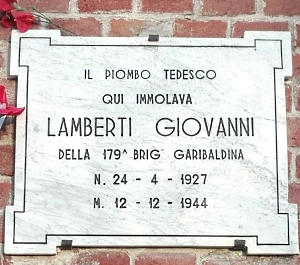 IL PIOMBO TEDESCO
QUI IMMOLAVA
LAMBERTI GIOVANNI
DELLA 179^ BRIG. GARIBALDINA
N. 24 - 4 - 1927
M. 12 - 12 - 1944